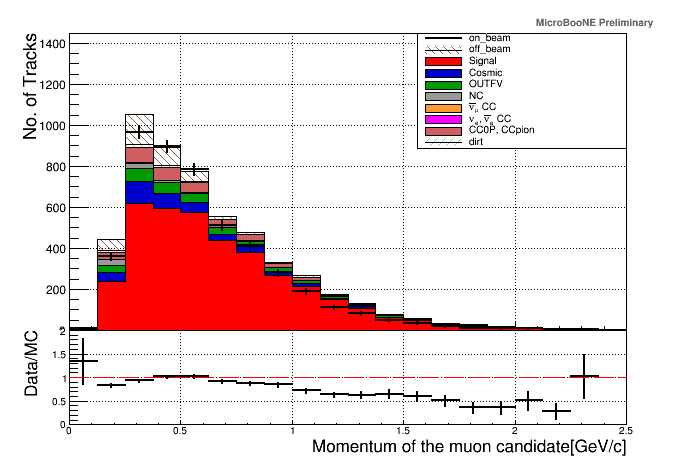 MicroBooNE Preliminary
No. of Tracks
1400
1200
1000
800
600
400
200
on_beam
off_beam
Signal
Cosmic
OUTFV
NC
ν̅μ CC
νe, ν̅e CC
CC0P, CCpion
dirt
Data/MC
2
1.5
1
0.5
0
0 0.5 1 1.5 2 2.5
Momentum of the muon candidate[GeV/c]